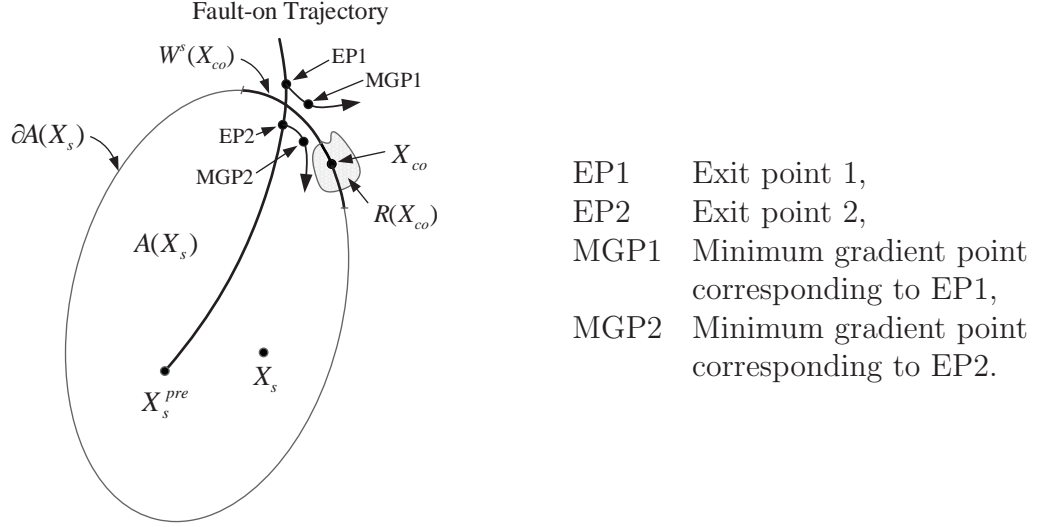 Fault-on Trajectory
W^s(X_co)
EP1
MGP1
∂A(X_s)
EP2
X_co
MGP2
R(X_co)
A(X_s)
X_s
X_s^pre
EP1 Exit point 1,
EP2 Exit point 2,
MGP1 Minimum gradient point
corresponding to EP1,
MGP2 Minimum gradient point
corresponding to EP2.